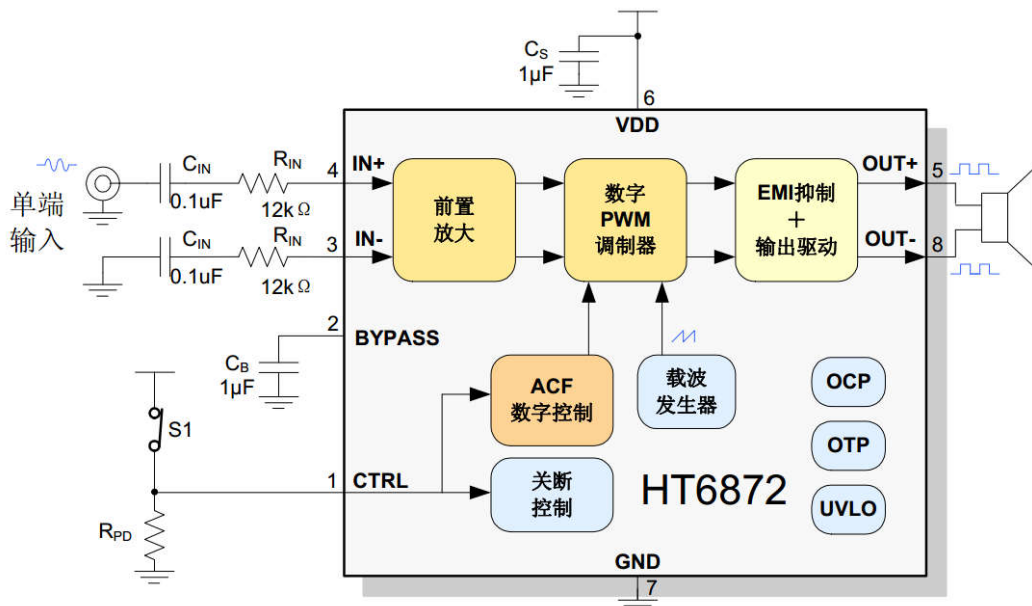 CS
1μF
6
VDD
单端
输入
CIN
0.1uF
RIN
12kΩ
4
IN+
CIN
0.1uF
RIN
12kΩ
3
IN-
前置
放大
数字
PWM
调制器
EMI抑制
＋
输出驱动
OUT+
5
OUT-
8
2
BYPASS
CB
1μF
ACF
数字控制
载波
发生器
OCP
OTP
UVLO
S1
1
CTRL
关断
控制
HT6872
RPD
GND
7